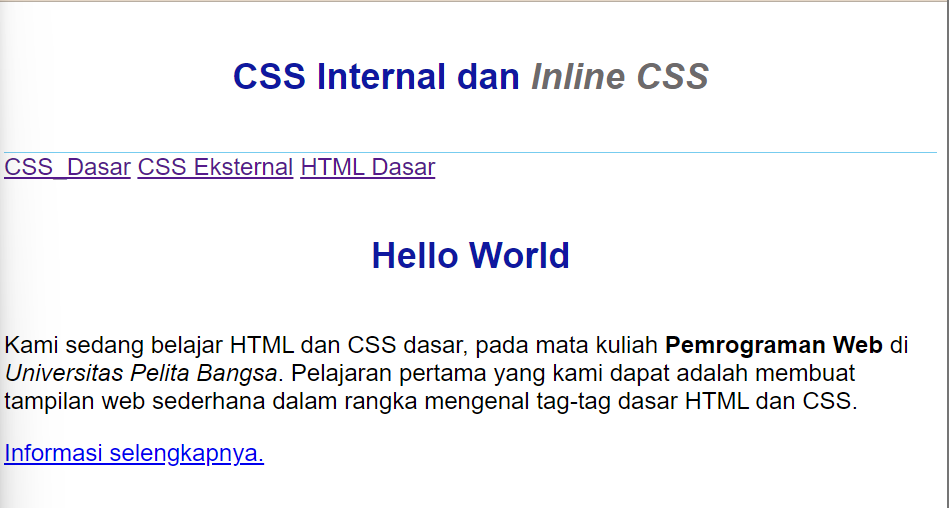 CSS Internal dan Inline CSS
CSS_Dasar CSS Eksternal HTML Dasar
Hello World
Kami sedang belajar HTML dan CSS dasar, pada mata kuliah Pemrograman Web di
Universitas Pelita Bangsa. Pelajaran pertama yang kami dapat adalah membuat
tampilan web sederhana dalam rangka mengenal tag-tag dasar HTML dan CSS.
Informasi selengkapnya.